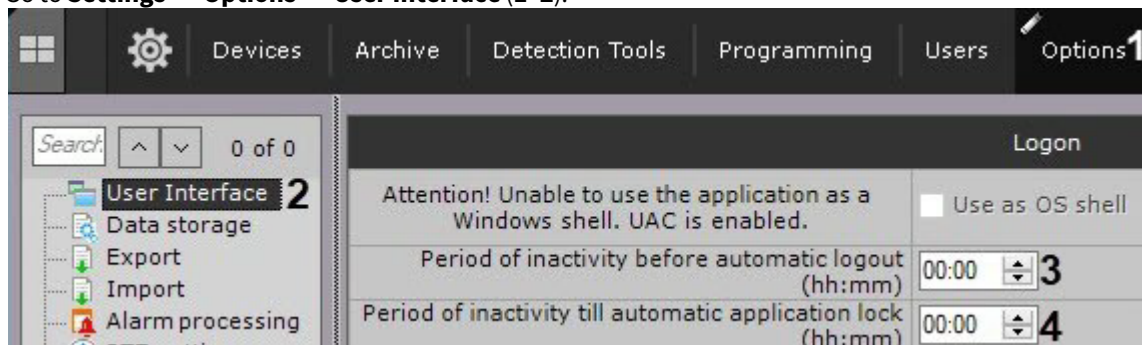 Devices
Archive
Detection Tools
Programming
Users
Options 1
Search
0 of 0
User Interface 2
Data storage
Export
Import
Alarm processing
Logon
Attention! Unable to use the application as a
Windows shell. UAC is enabled.
Use as OS shell
Period of inactivity before automatic logout
(hh:mm)
00:00
3
Period of inactivity till automatic application lock
(hh:mm)
00:00
4